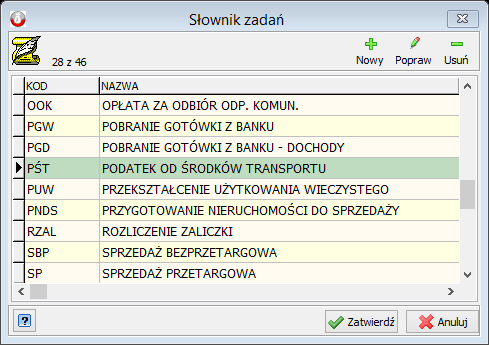 Słownik zadań
28 z 46
Nowy Popraw Usuń
KOD NAZWA
OOK OPŁATA ZA ODBIÓR ODP. KOMUN.
PGW POBRANIE GOTÓWKI Z BANKU
PGD POBRANIE GOTÓWKI Z BANKU - DOCHODY
PŚT PODATEK OD ŚRODKÓW TRANSPORTU
PUW PRZEKSZTAŁCENIE UŻYTKOWANIA WIECZYSTEGO
PNDS PRZYGOTOWANIE NIERUCHOMOŚCI DO SPRZEDAŻY
RZAL ROZLICZENIE ZALICZKI
SBP SPRZEDAŻ BEZPRZETARGOWA
SP SPRZEDAŻ PRZETARGOWA
? Zatwierdź Anuluj